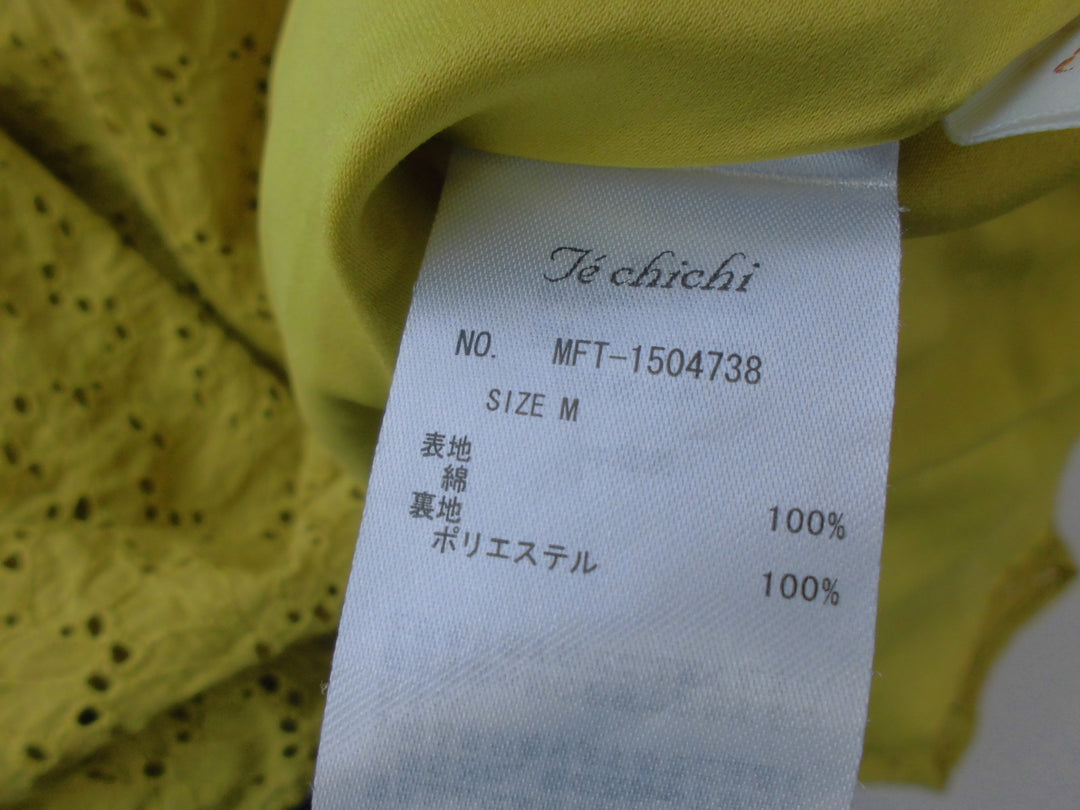 Té chichi
NO. MFT-1504738
SIZE M
表地
綿 100%
裏地
ポリエステル 100%